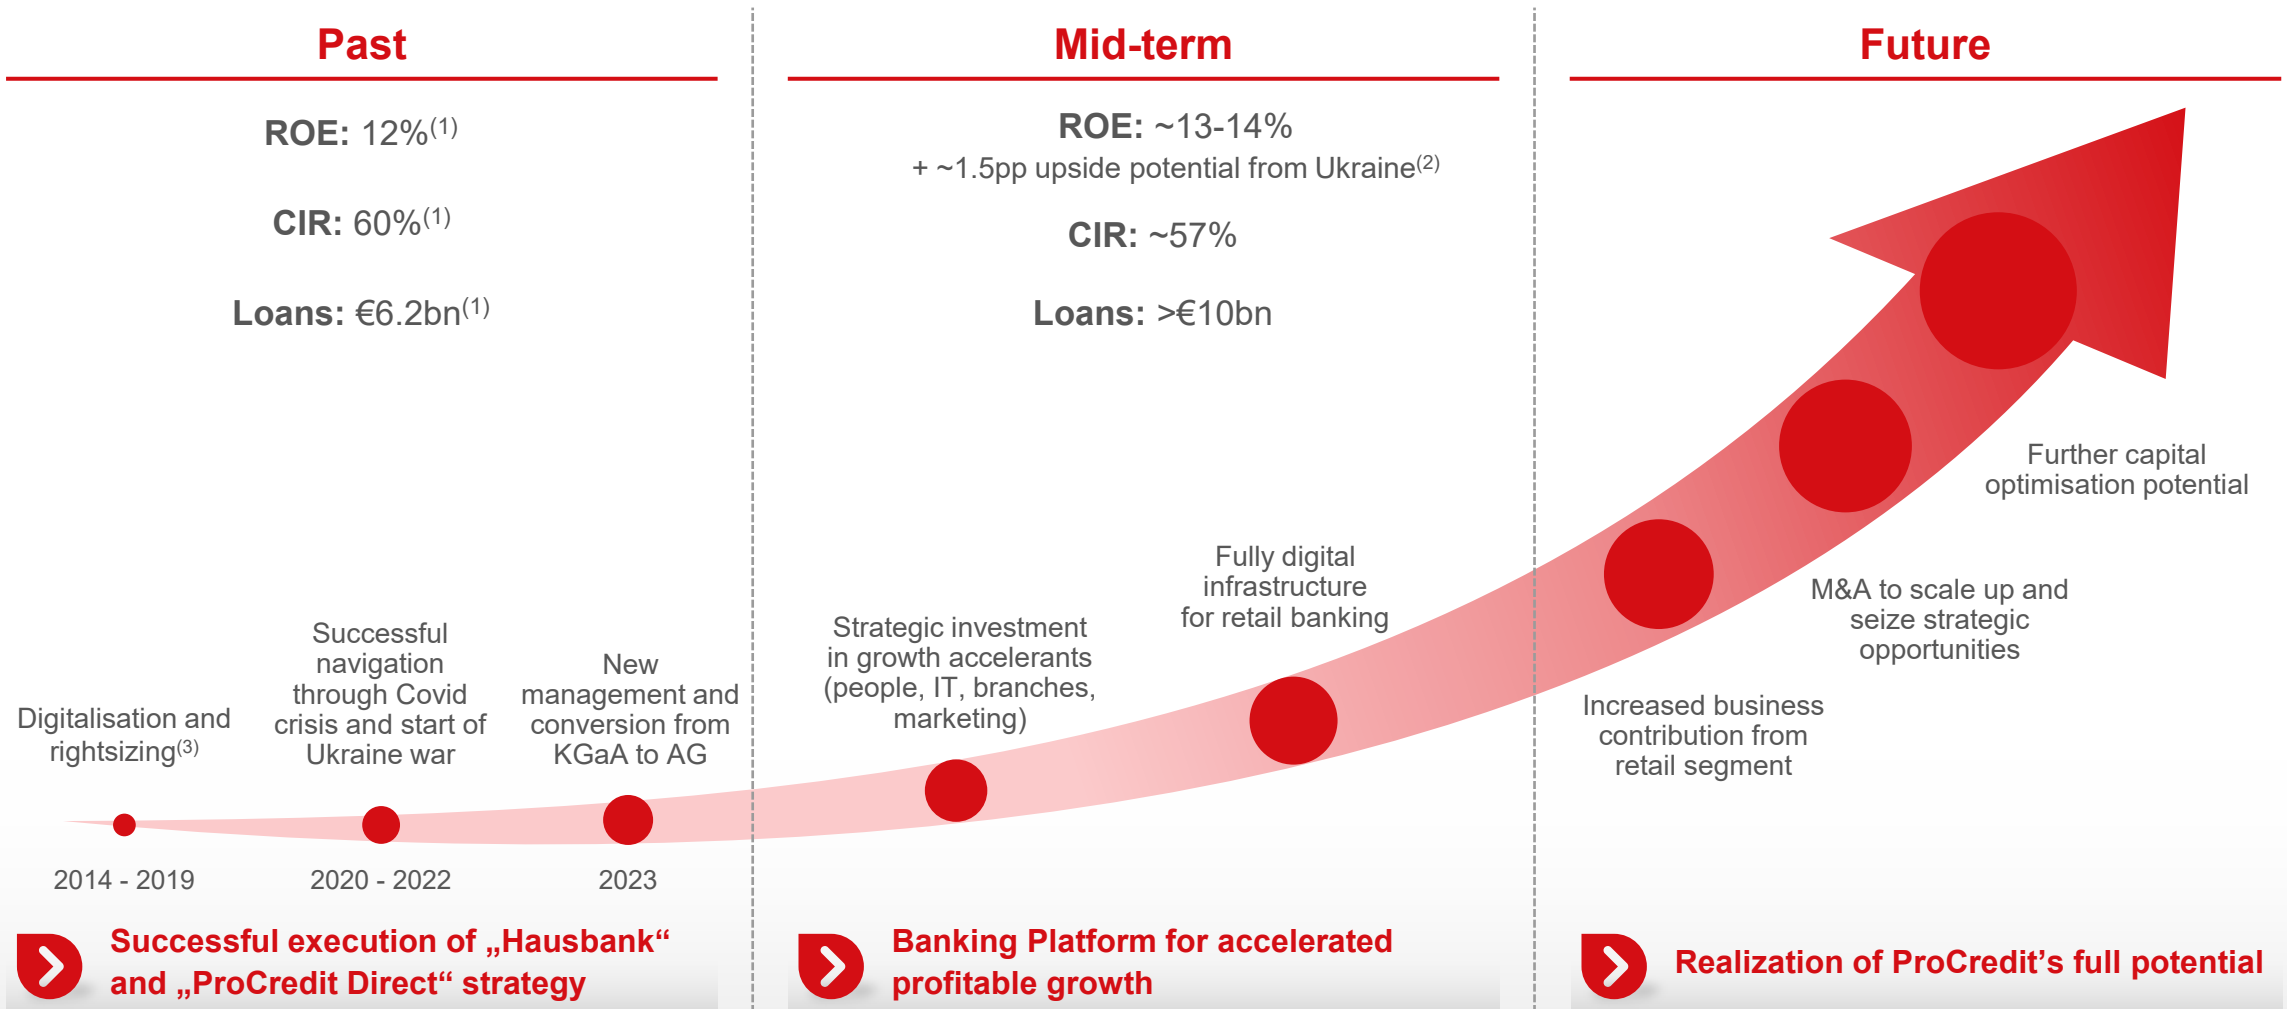 Past
ROE: 12%(1)
CIR: 60%(1)
Loans: €6.2bn(1)
Digitalisation and
rightsizing(3)
2014 - 2019
Successful
navigation
through Covid
crisis and start of
Ukraine war
2020 - 2022
New
management and
conversion from
KGaA to AG
2023
Successful execution of „Hausbank“
and „ProCredit Direct“ strategy
Mid-term
ROE: ~13-14%
+ ~1.5pp upside potential from Ukraine(2)
CIR: ~57%
Loans: >€10bn
Strategic investment
in growth accelerants
(people, IT, branches,
marketing)
Fully digital
infrastructure
for retail banking
Banking Platform for accelerated
profitable growth
Future
Increased business
contribution from
retail segment
M&A to scale up and
seize strategic
opportunities
Further capital
optimisation potential
Realization of ProCredit’s full potential